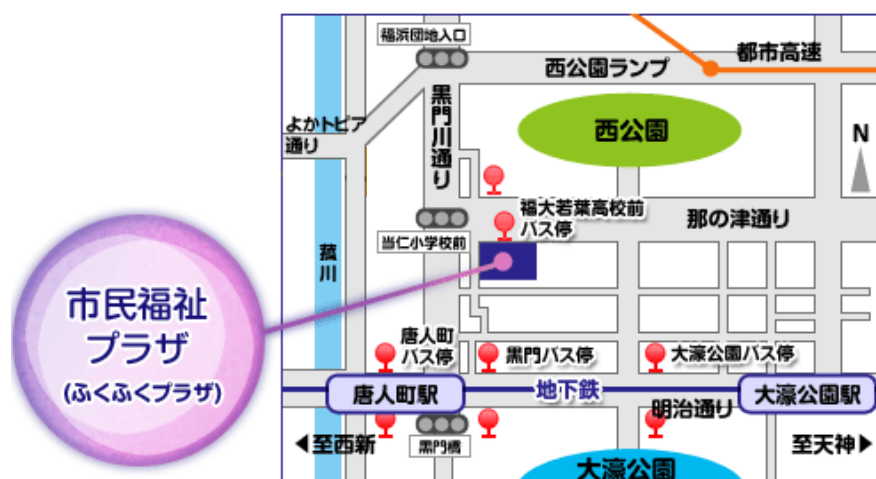 福浜団地入口
都市高速
西公園ランプ
よかトピア
通り
黒門川通り
西公園
N
福大若葉高校前
バス停
那の津通り
当仁小学校前
菰川
市民福祉
プラザ
(ふくふくプラザ)
唐人町
バス停
黒門バス停
大濠公園バス停
唐人町駅
地下鉄
大濠公園駅
明治通り
◀至西新
黒門橋
至天神▶
大濠公園